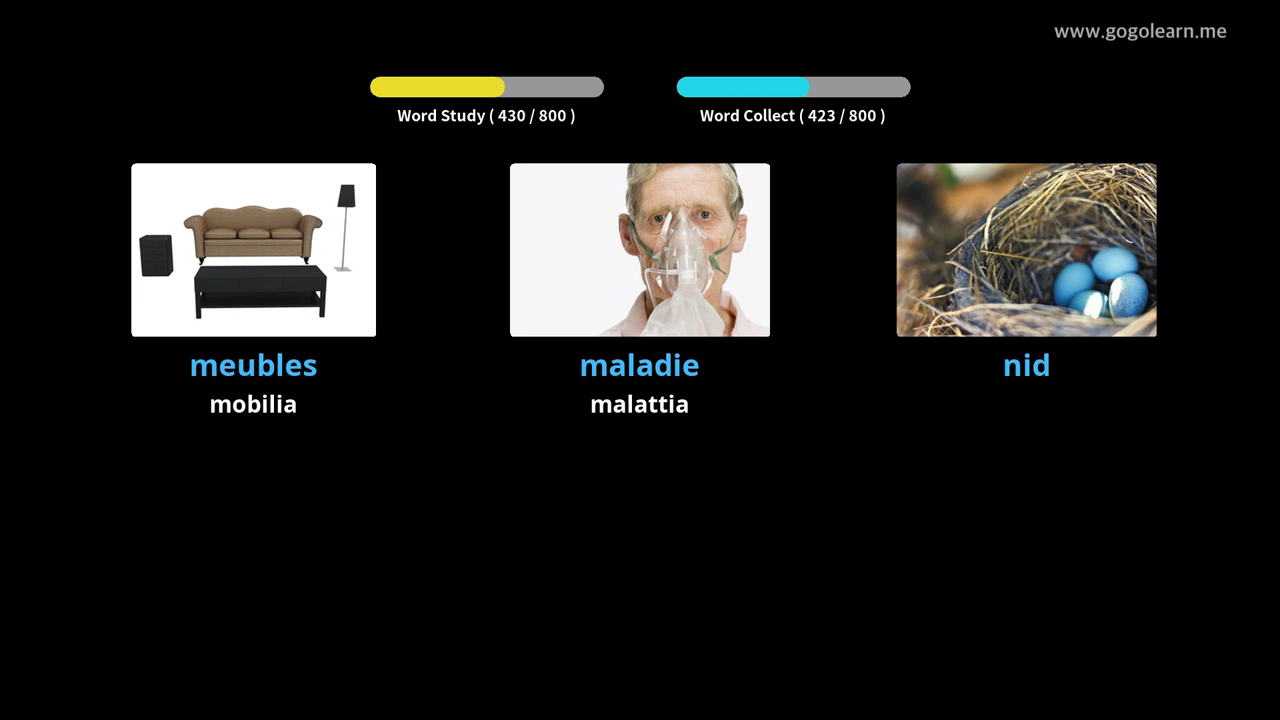 www.gogolearn.me
Word Study ( 430 / 800 )
Word Collect ( 423 / 800 )
meubles
mobilia
maladie
malattia
nid